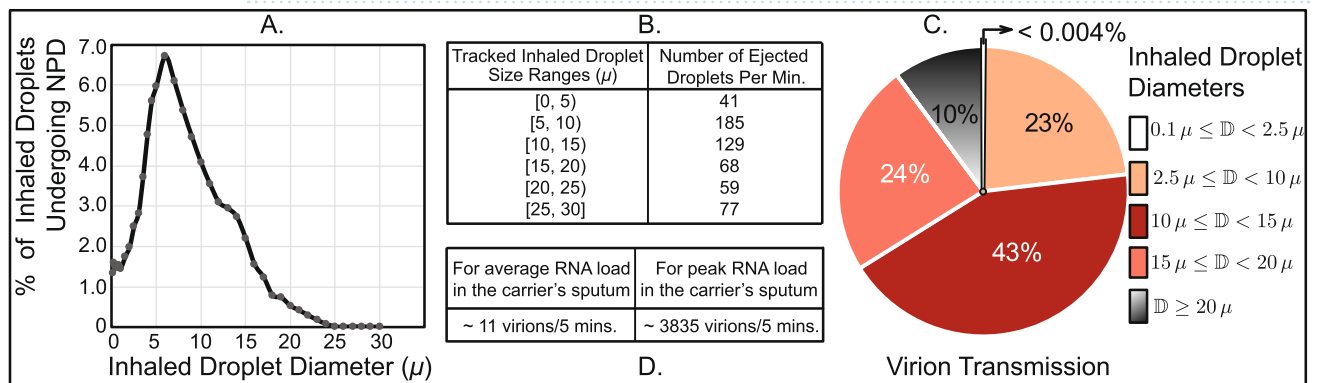 A.
% of Inhaled Droplets
Undergoing NPD
7.0
6.0
5.0
4.0
3.0
2.0
1.0
0
0 5 10 15 20 25 30
Inhaled Droplet Diameter (μ)
B.
Tracked Inhaled Droplet
Size Ranges (μ)
Number of Ejected
Droplets Per Min.
[0, 5) 41
[5, 10) 185
[10, 15) 129
[15, 20) 68
[20, 25) 59
[25, 30] 77
For average RNA load
in the carrier's sputum
For peak RNA load
in the carrier's sputum
~ 11 virions/5 mins. ~ 3835 virions/5 mins.
D.
C.
< 0.004%
23%
43%
24%
10%
Virion Transmission
Inhaled Droplet
Diameters
0.1 μ ≤ 𝔻 < 2.5 μ
2.5 μ ≤ 𝔻 < 10 μ
10 μ ≤ 𝔻 < 15 μ
15 μ ≤ 𝔻 < 20 μ
𝔻 ≥ 20 μ